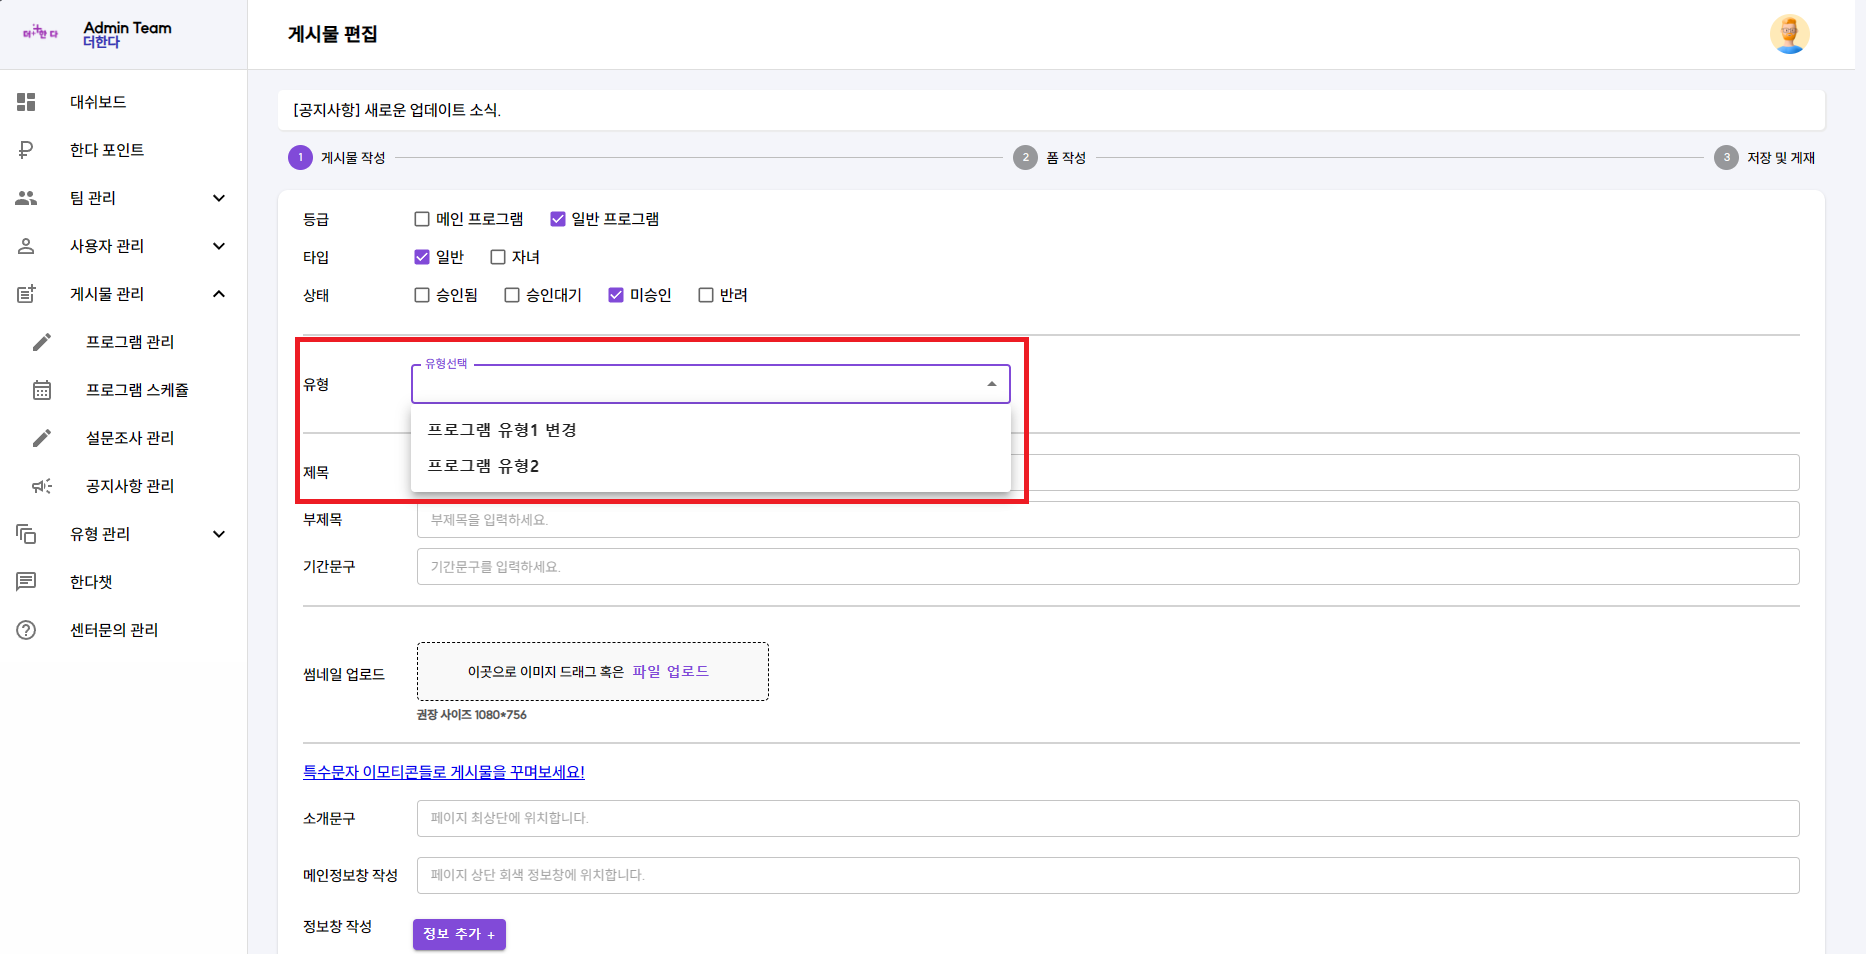 더한다
Admin Team
더한다
게시물 편집
대쉬보드
한다 포인트
팀 관리
사용자 관리
게시물 관리
프로그램 관리
프로그램 스케쥴
설문조사 관리
공지사항 관리
유형 관리
한다챗
센터문의 관리
[공지사항] 새로운 업데이트 소식.
1 게시물 작성
2 폼 작성
3 저장 및 게재
등급 메인 프로그램 일반 프로그램
타입 일반 자녀
상태 승인됨 승인대기 미승인 반려
유형선택
유형
프로그램 유형1 변경
프로그램 유형2
제목
부제목 부제목을 입력하세요.
기간문구 기간문구를 입력하세요.
썸네일 업로드 이곳으로 이미지 드래그 혹은 파일 업로드
권장 사이즈 1080*756
특수문자 이모티콘들로 게시물을 꾸며보세요!
소개문구 페이지 최상단에 위치합니다.
메인정보창 작성 페이지 상단 회색 정보창에 위치합니다.
정보창 작성 정보 추가 +